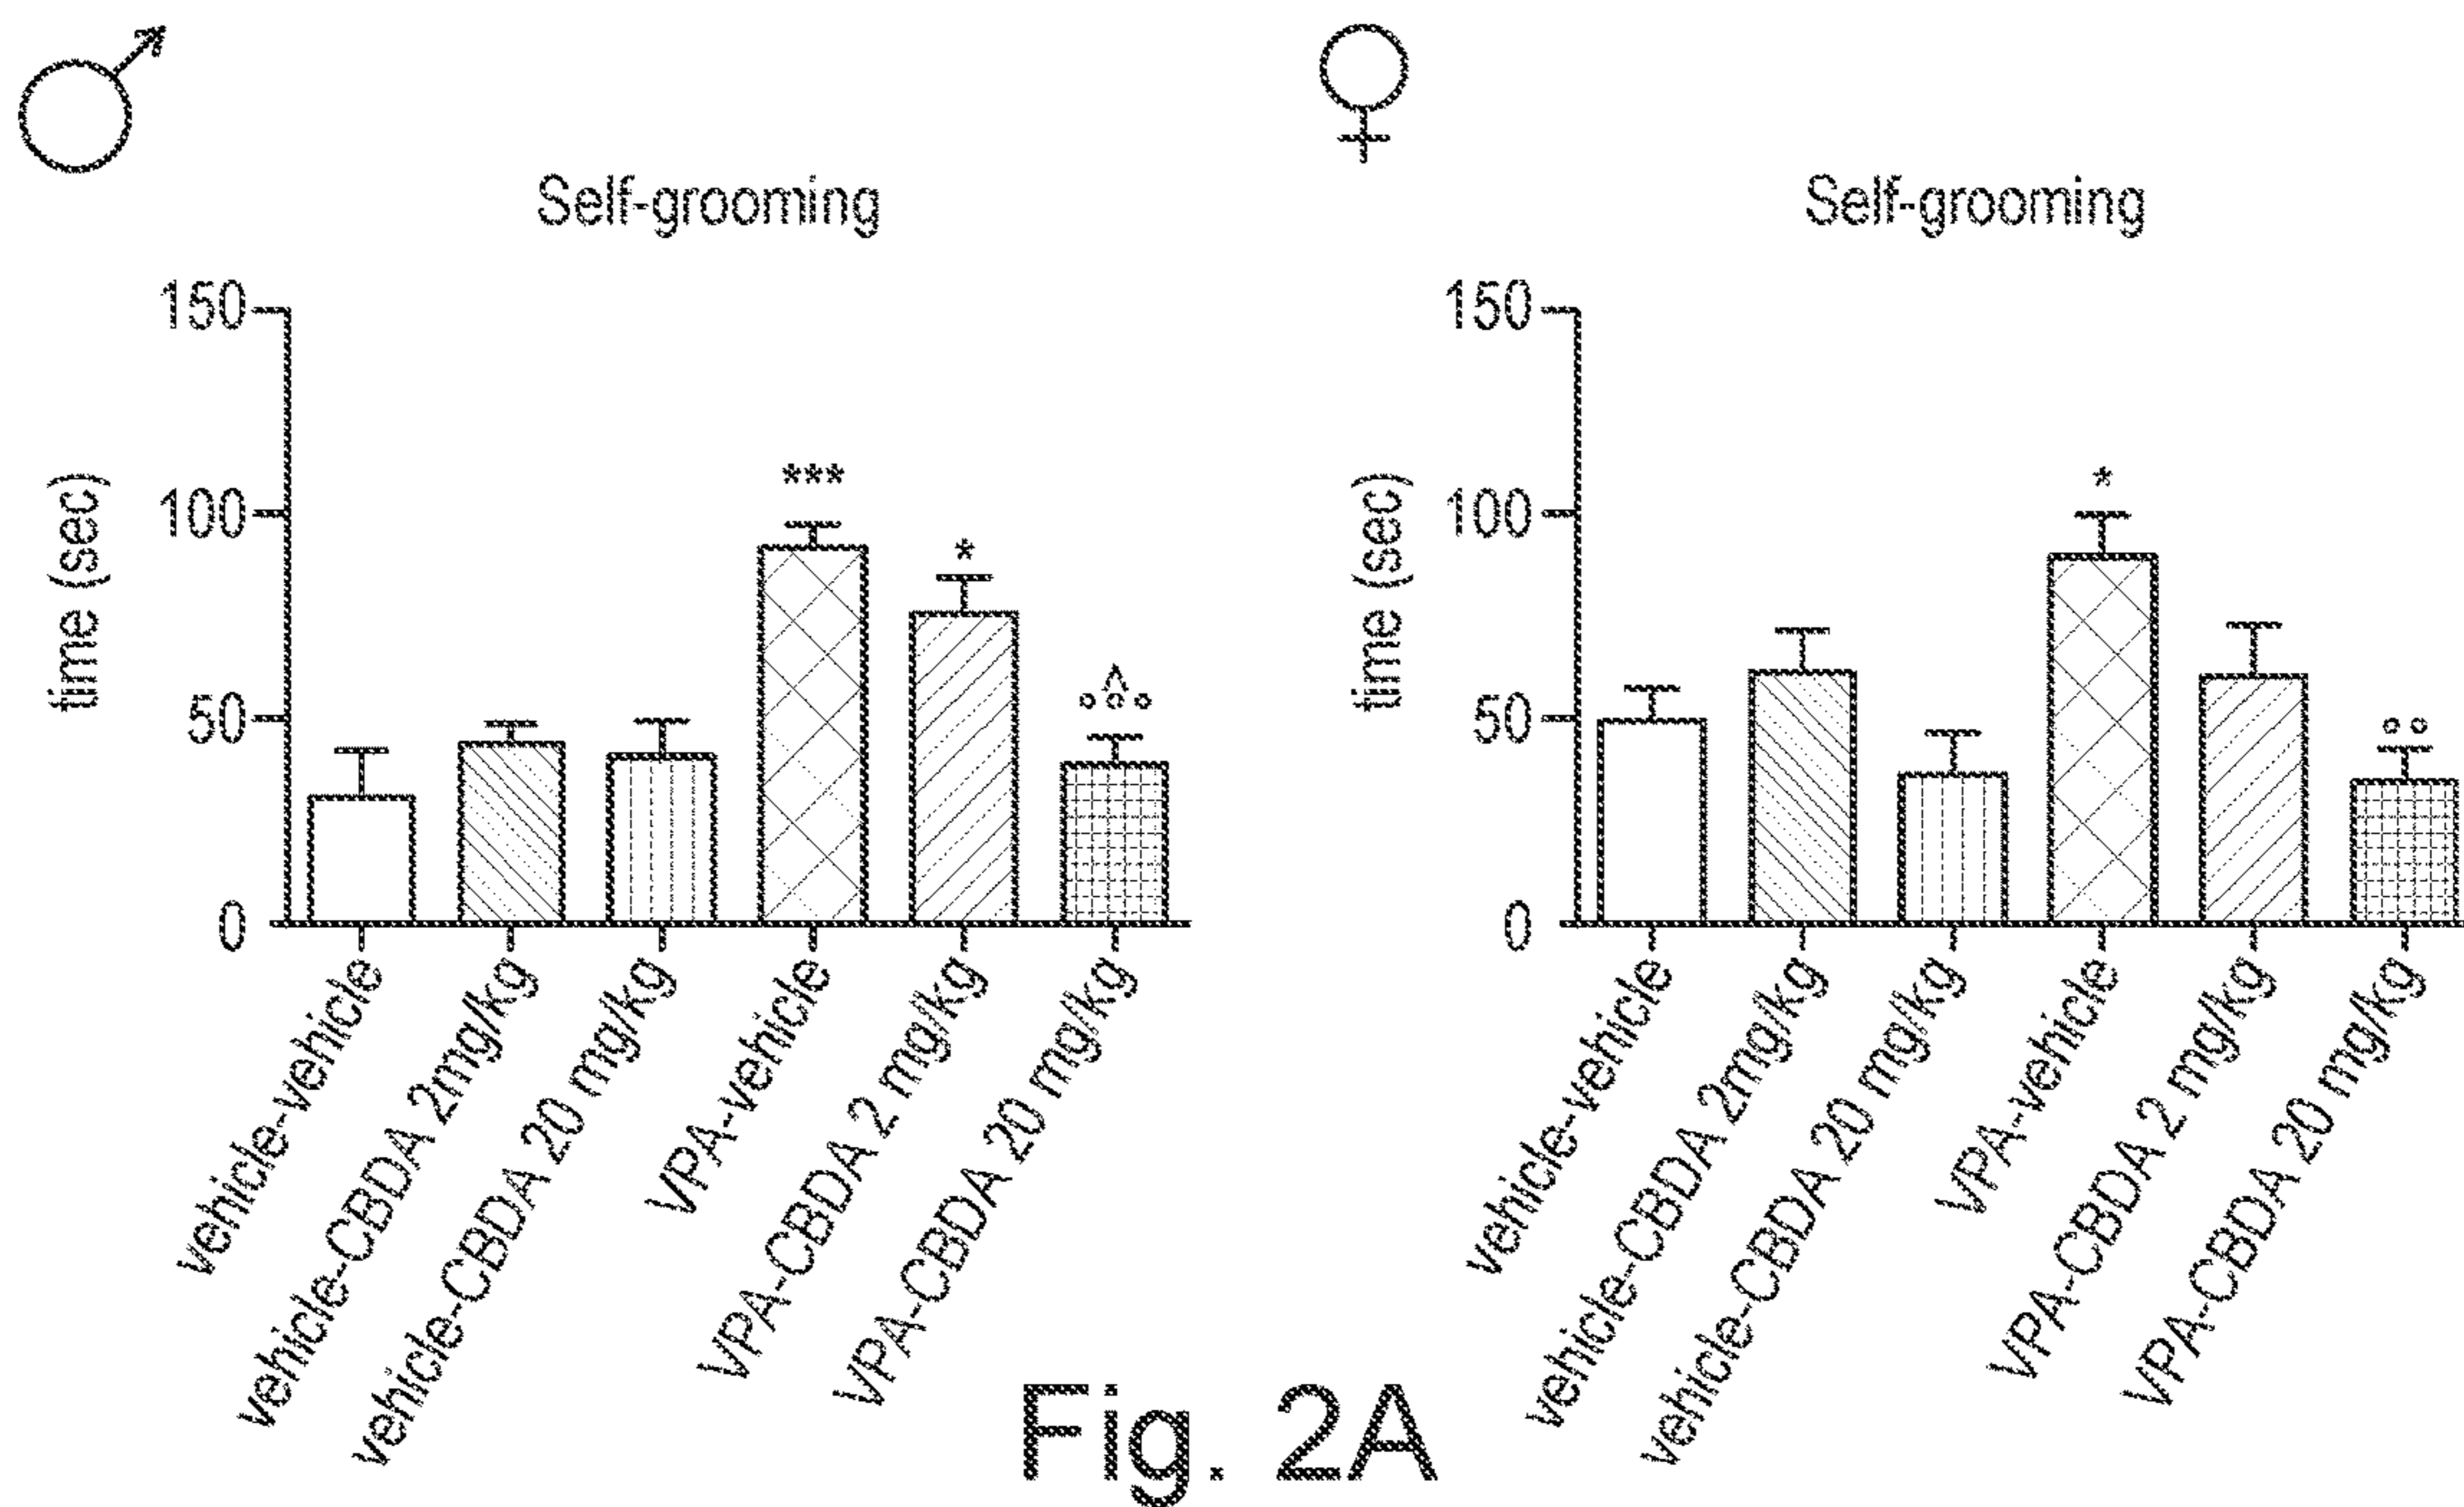 Self-grooming
time (sec)
150
100
50
0
***
*
^
°°°
vehicle-vehicle
vehicle-CBDA 2mg/kg
vehicle-CBDA 20 mg/kg
VPA-vehicle
VPA-CBDA 2 mg/kg
VPA-CBDA 20 mg/kg
Self-grooming
time (sec)
150
100
50
0
*
°°
vehicle-vehicle
vehicle-CBDA 2mg/kg
vehicle-CBDA 20 mg/kg
VPA-vehicle
VPA-CBDA 2 mg/kg
VPA-CBDA 20 mg/kg
Fig. 2A